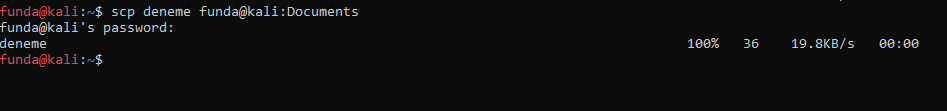 funda@kali:~$ scp deneme funda@kali:Documents
funda@kali's password:
deneme 100% 36 19.8KB/s 00:00
funda@kali:~$